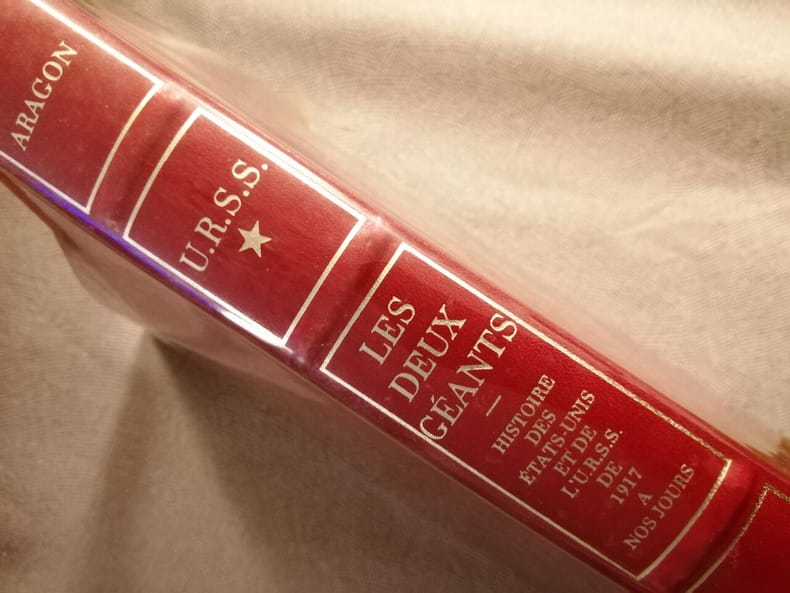 ARAGON
U.R.S.S.
LES
DEUX
GÉANTS
—
HISTOIRE
DES
ÉTATS-UNIS
ET DE
L'U.R.S.S.
DE
1917
A
NOS JOURS